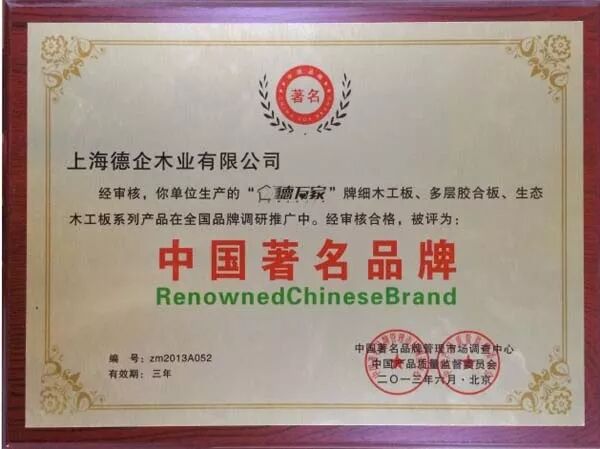 著名
上海德企木业有限公司
经审核，你单位生产的“德万家”牌细木工板、多层胶合板、生态
木工板系列产品在全国品牌调研推广中。经审核合格，被评为：
中国著名品牌
RenownedChineseBrand
编 号：zm2013A052
有效期：三年
中国著名品牌管理市场调查中心
中国产品质量监督委员会
二〇一三年六月·北京